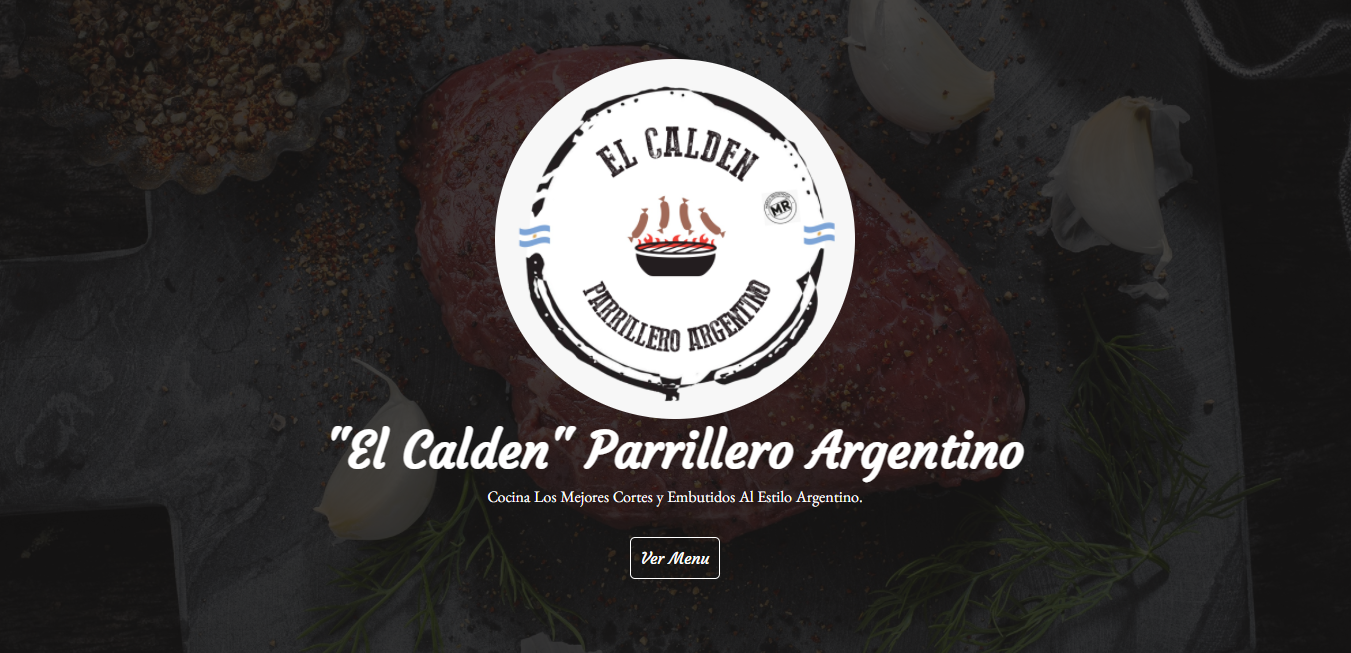 EL CALDEN
MR
PARRILLERO ARGENTINO
"El Calden" Parrillero Argentino
Cocina Los Mejores Cortes y Embutidos Al Estilo Argentino.
Ver Menu